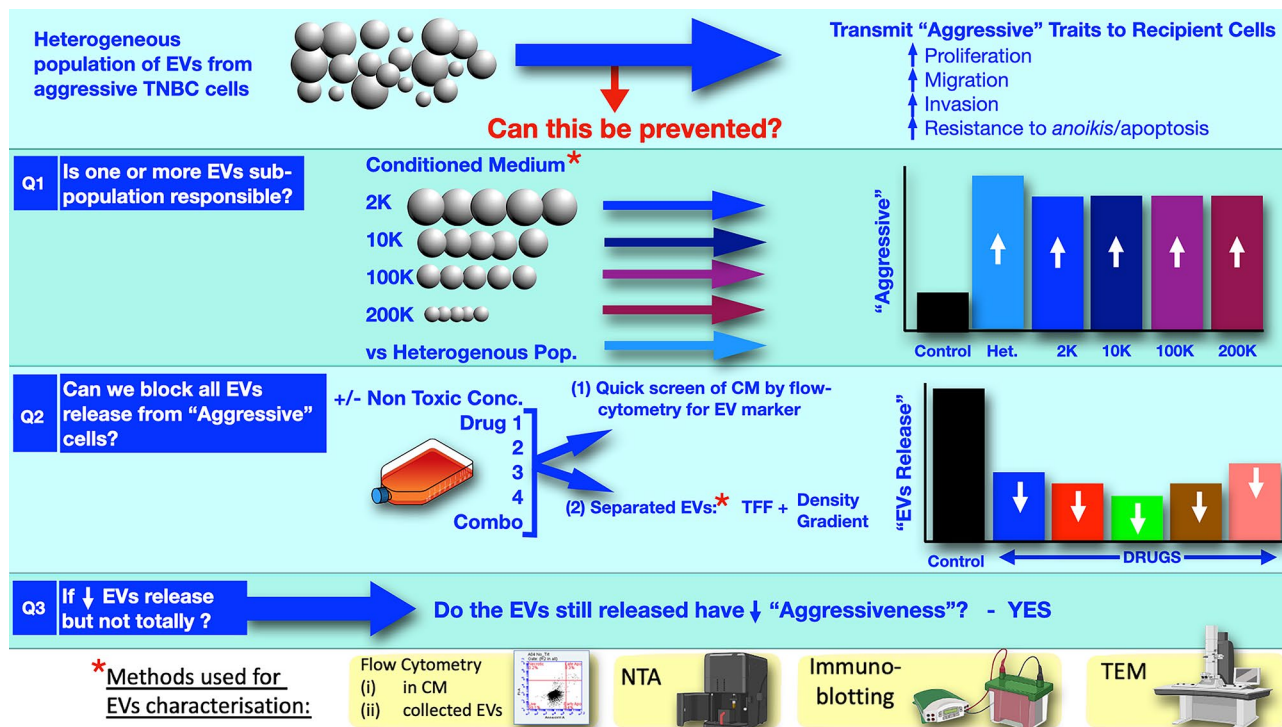 Heterogeneous
population of EVs from
aggressive TNBC cells
Can this be prevented?
Transmit “Aggressive” Traits to Recipient Cells
Proliferation
Migration
Invasion
Resistance to anoikis/apoptosis
Q1
Is one or more EVs sub-
population responsible?
Conditioned Medium*
2K
10K
100K
200K
vs Heterogenous Pop.
“Aggressive”
Control Het. 2K 10K 100K 200K
Q2
Can we block all EVs
release from “Aggressive”
cells?
+/- Non Toxic Conc.
Drug 1
2
3
4
Combo
(1) Quick screen of CM by flow-
cytometry for EV marker
(2) Separated EVs:* TFF + Density
Gradient
“EVs Release”
Control
DRUGS
Q3
If ↓ EVs release
but not totally ?
Do the EVs still released have ↓ “Aggressiveness”? - YES
*Methods used for
EVs characterisation:
Flow Cytometry
(i) in CM
(ii) collected EVs
NTA
Immuno-
blotting
TEM